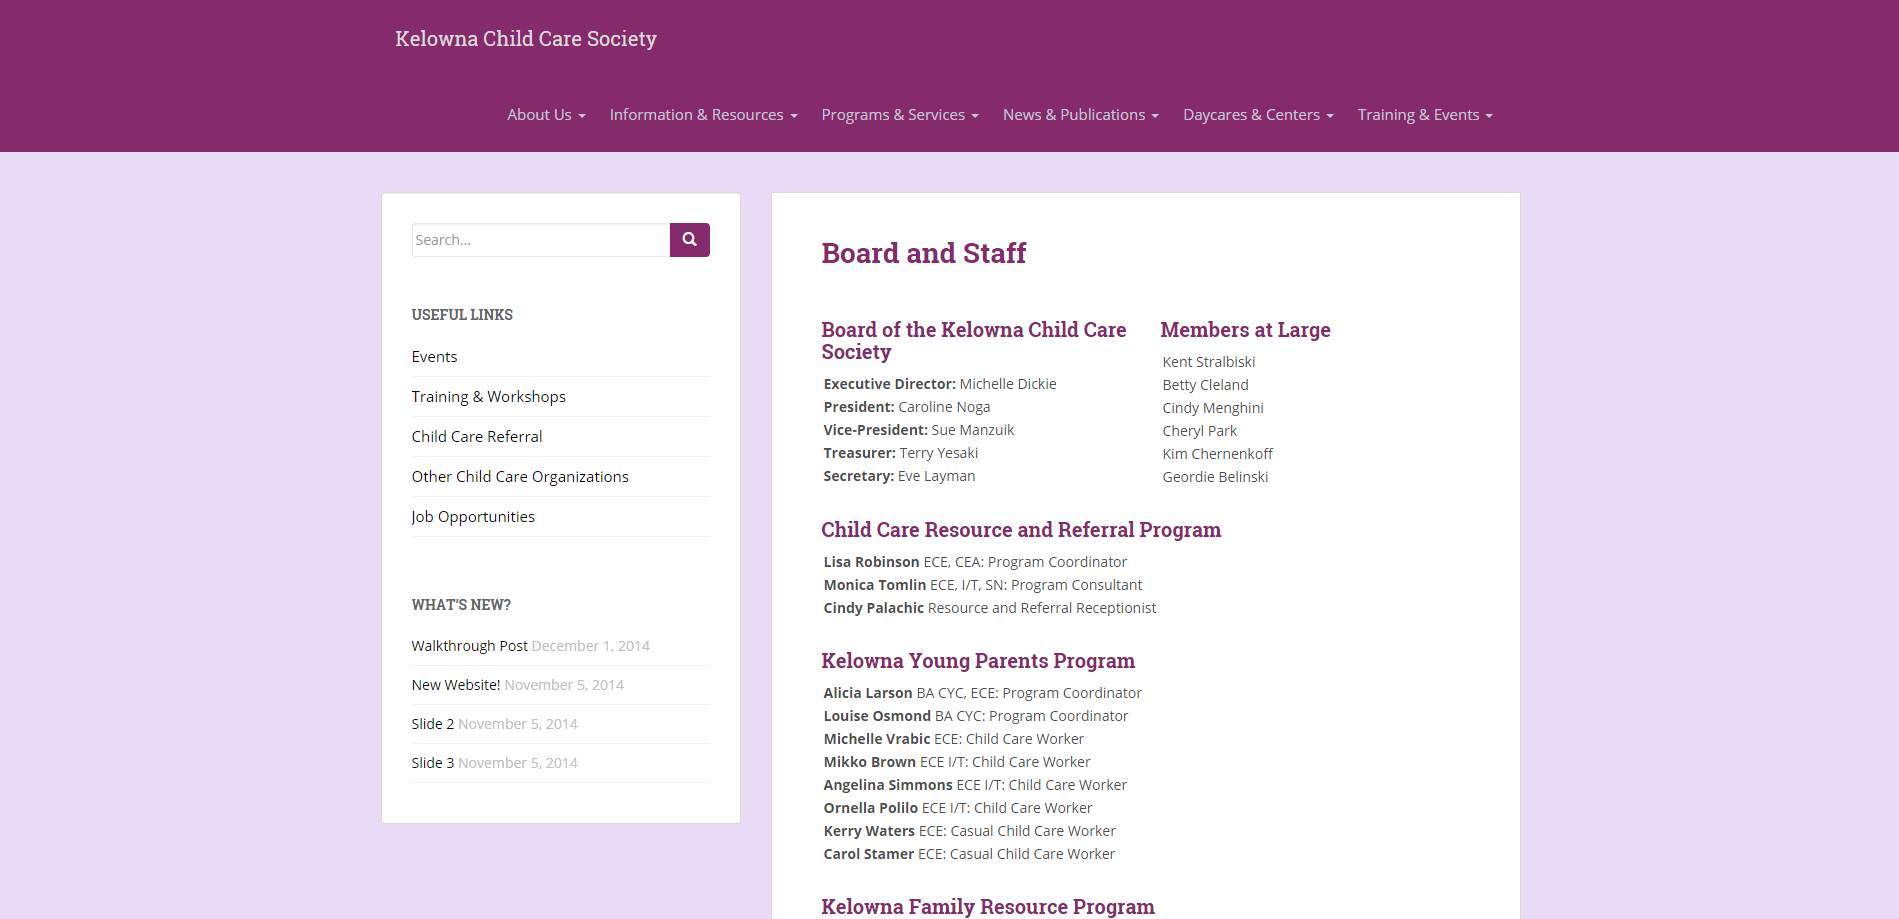 Kelowna Child Care Society
About Us
Information & Resources
Programs & Services
News & Publications
Daycares & Centers
Training & Events
Search...
USEFUL LINKS
Events
Training & Workshops
Child Care Referral
Other Child Care Organizations
Job Opportunities
WHAT'S NEW?
Walkthrough Post December 1, 2014
New Website! November 5, 2014
Slide 2 November 5, 2014
Slide 3 November 5, 2014
Board and Staff
Board of the Kelowna Child Care
Society
Executive Director: Michelle Dickie
President: Caroline Noga
Vice-President: Sue Manzuik
Treasurer: Terry Yesaki
Secretary: Eve Layman
Members at Large
Kent Stralbiski
Betty Cleland
Cindy Menghini
Cheryl Park
Kim Chernenkoff
Geordie Belinski
Child Care Resource and Referral Program
Lisa Robinson ECE, CEA: Program Coordinator
Monica Tomlin ECE, I/T, SN: Program Consultant
Cindy Palachic Resource and Referral Receptionist
Kelowna Young Parents Program
Alicia Larson BA CYC, ECE: Program Coordinator
Louise Osmond BA CYC: Program Coordinator
Michelle Vrabic ECE: Child Care Worker
Mikko Brown ECE I/T: Child Care Worker
Angelina Simmons ECE I/T: Child Care Worker
Ornella Polilo ECE I/T: Child Care Worker
Kerry Waters ECE: Casual Child Care Worker
Carol Stamer ECE: Casual Child Care Worker
Kelowna Family Resource Program